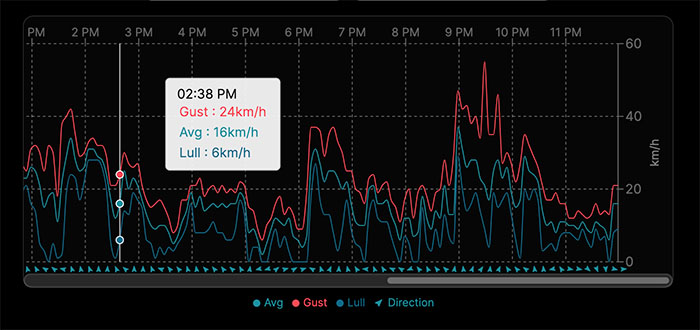 PM 2 PM 3 PM 4 PM 5 PM 6 PM 7 PM 8 PM 9 PM 10 PM 11 PM
60
40
20
0
km/h
02:38 PM
Gust : 24km/h
Avg : 16km/h
Lull : 6km/h
Avg Gust Lull Direction